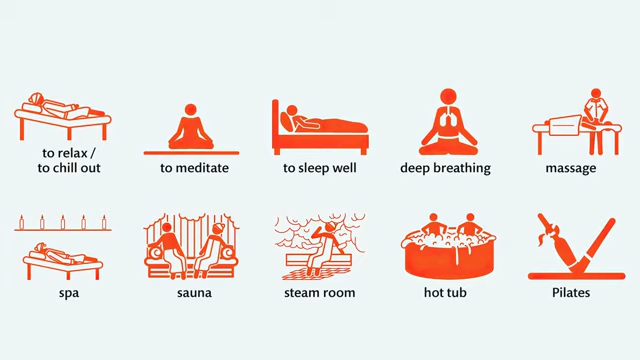 to relax /
to chill out
to meditate
to sleep well
deep breathing
massage
spa
sauna
steam room
hot tub
Pilates